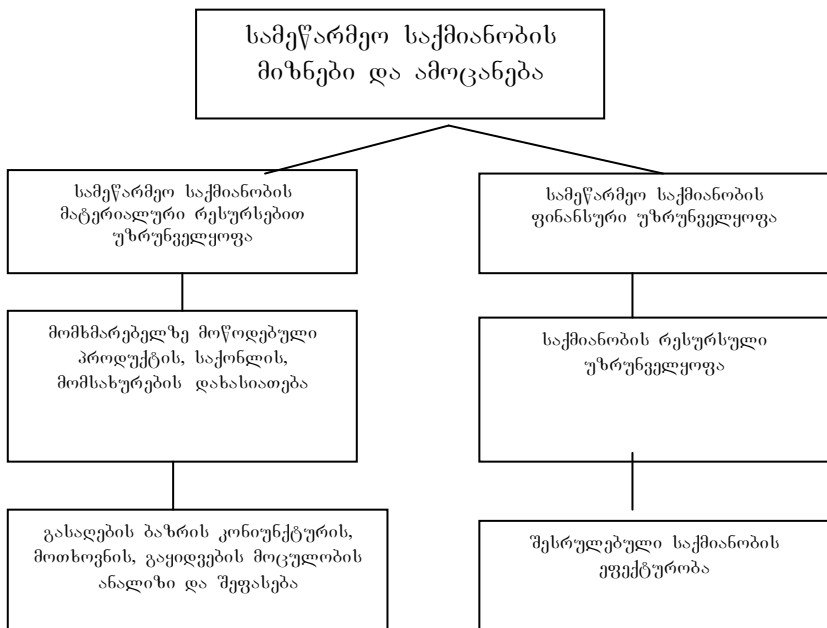 სამეწარმეო საქმიანობის
მიზნები და ამოცანება
სამეწარმეო საქმიანობის
მატერიალური რესურსებით
უზრუნველყოფა
სამეწარმეო საქმიანობის
ფინანსური უზრუნველყოფა
მომხმარებელზე მოწოდებული
პროდუქტის, საქონლის,
მომსახურების დახასიათება
საქმიანობის რესურსული
უზრუნველყოფა
გასაღების ბაზრის კონიუნქტურის,
მოთხოვნის, გაყიდვების მოცულობის
ანალიზი და შეფასება
შესრულებული საქმიანობის
ეფექტურობა